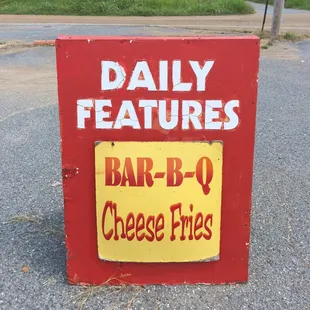 DAILY
FEATURES
BAR-B-Q
Cheese Fries